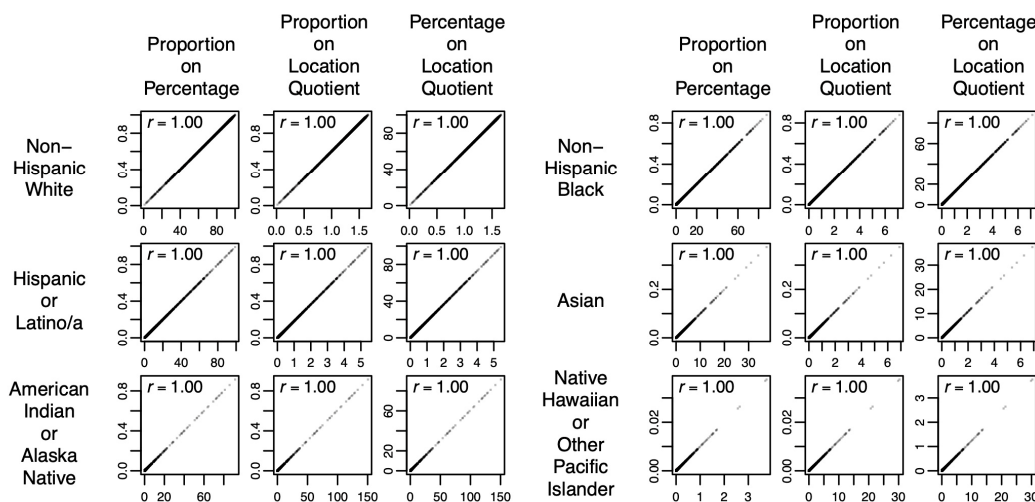 Proportion
on
Percentage
Proportion
on
Location
Quotient
Percentage
on
Location
Quotient
Proportion
on
Percentage
Proportion
on
Location
Quotient
Percentage
on
Location
Quotient
Non−
Hispanic
White
r = 1.00
0.0 0.4 0.8
0 40 80
r = 1.00
0.0 0.4 0.8
0.0 0.5 1.0 1.5
r = 1.00
0 20 40 60 80
0.0 0.5 1.0 1.5
Non−
Hispanic
Black
r = 1.00
0.0 0.4 0.8
0 20 60
r = 1.00
0.0 0.4 0.8
0 2 4 6
r = 1.00
0 20 60
0 2 4 6
Hispanic
or
Latino/a
r = 1.00
0.0 0.4 0.8
0 40 80
r = 1.00
0.0 0.4 0.8
0 1 2 3 4 5
r = 1.00
0 40 80
0 1 2 3 4 5
Asian
r = 1.00
0.0 0.2
0 10 20 30
r = 1.00
0.0 0.2
0 2 4 6
r = 1.00
0 10 20 30
0 2 4 6
American
Indian
or
Alaska
Native
r = 1.00
0.0 0.4 0.8
0 20 60
r = 1.00
0.0 0.4 0.8
0 50 100 150
r = 1.00
0 20 60
0 50 100 150
Native
Hawaiian
or
Other
Pacific
Islander
r = 1.00
0.00 0.02
0 1 2 3
r = 1.00
0.00 0.02
0 10 20 30
r = 1.00
0 1 2 3
0 10 20 30